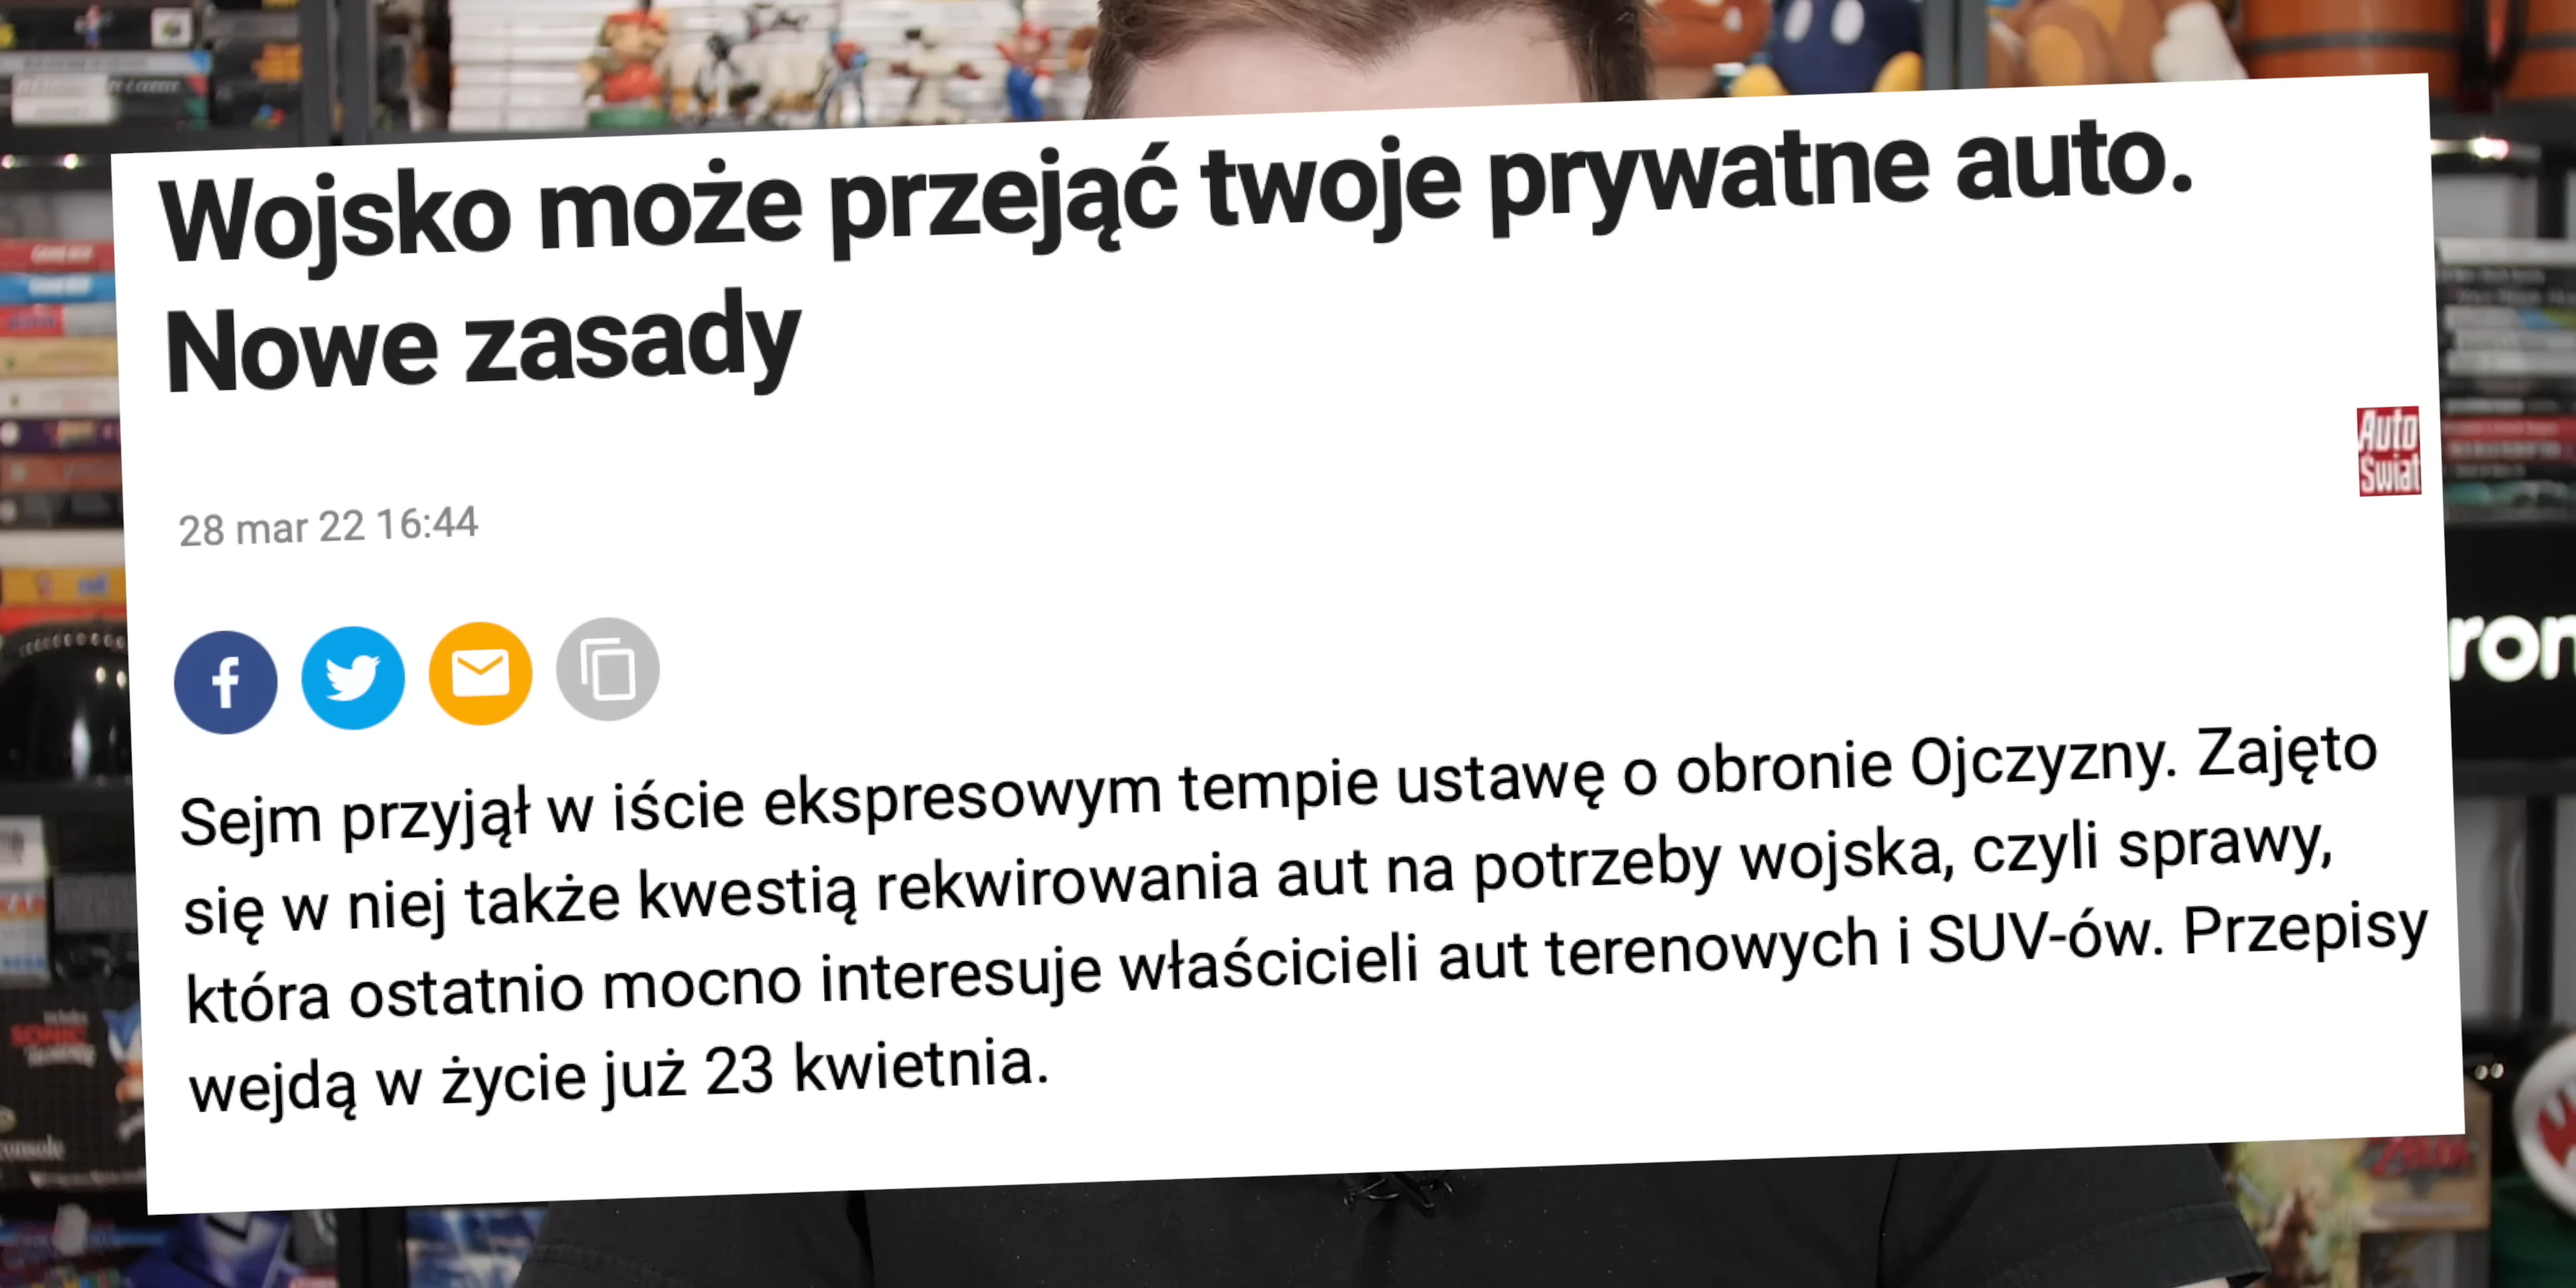 Wojsko może przejąć twoje prywatne auto.
Nowe zasady
Auto
Świat
28 mar 22 16:44
Sejm przyjął w iście ekspresowym tempie ustawę o obronie Ojczyzny. Zajęto
się w niej także kwestią rekwirowania aut na potrzeby wojska, czyli sprawy,
która ostatnio mocno interesuje właścicieli aut terenowych i SUV-ów. Przepisy
wejdą w życie już 23 kwietnia.
SONIC